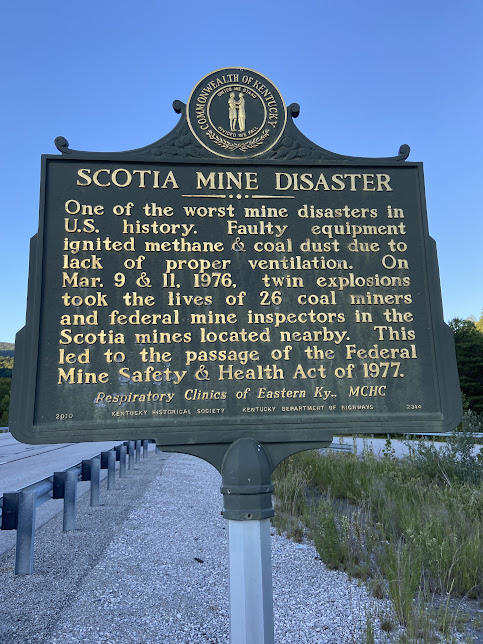 COMMONWEALTH OF KENTUCKY
UNITED WE STAND
DIVIDED WE FALL
SCOTIA MINE DISASTER
One of the worst mine disasters in
U.S. history. Faulty equipment
ignited methane & coal dust due to
lack of proper ventilation. On
Mar. 9 & 11, 1976, twin explosions
took the lives of 26 coal miners
and federal mine inspectors in the
Scotia mines located nearby. This
led to the passage of the Federal
Mine Safety & Health Act of 1977.
Respiratory Clinics of Eastern Ky., MCHC
2010 KENTUCKY HISTORICAL SOCIETY KENTUCKY DEPARTMENT OF HIGHWAYS 2314